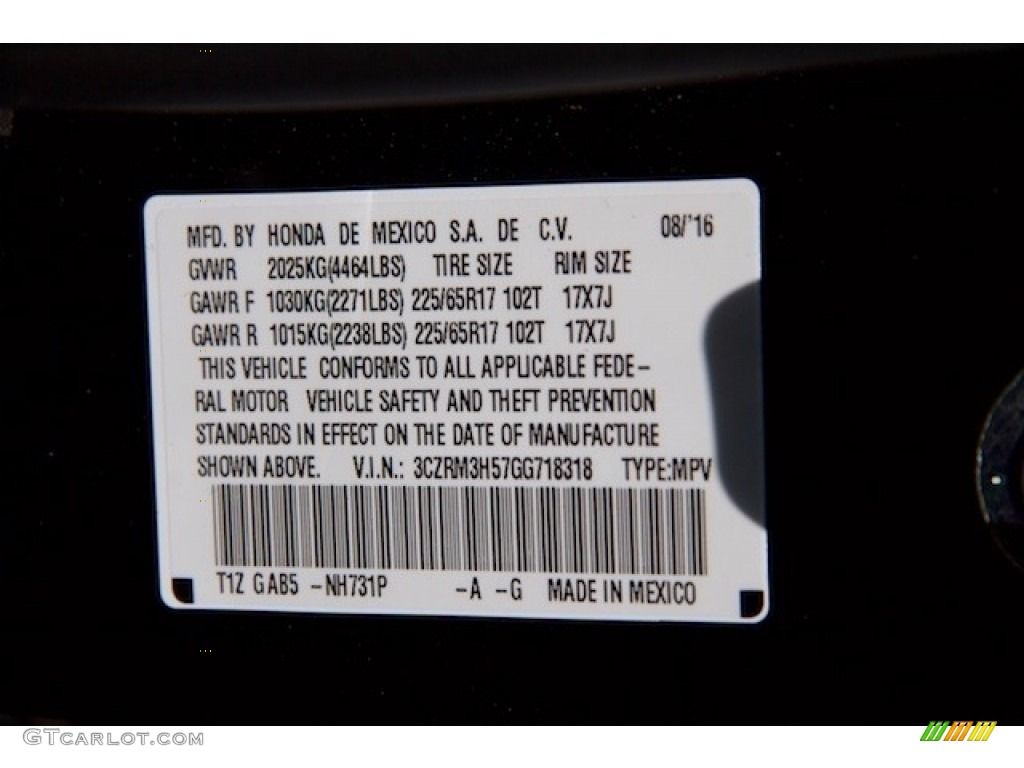 MFD. BY HONDA DE MEXICO S.A. DE C.V. 08/'16
GVWR 2025KG(4464LBS) TIRE SIZE RIM SIZE
GAWR F 1030KG(2271LBS) 225/65R17 102T 17X7J
GAWR R 1015KG(2238LBS) 225/65R17 102T 17X7J
THIS VEHICLE CONFORMS TO ALL APPLICABLE FEDE-
RAL MOTOR VEHICLE SAFETY AND THEFT PREVENTION
STANDARDS IN EFFECT ON THE DATE OF MANUFACTURE
SHOWN ABOVE. V.I.N.: 3CZRM3H57GG718318 TYPE:MPV
T1Z GAB5 -NH731P -A -G MADE IN MEXICO
GTCARLOT.COM